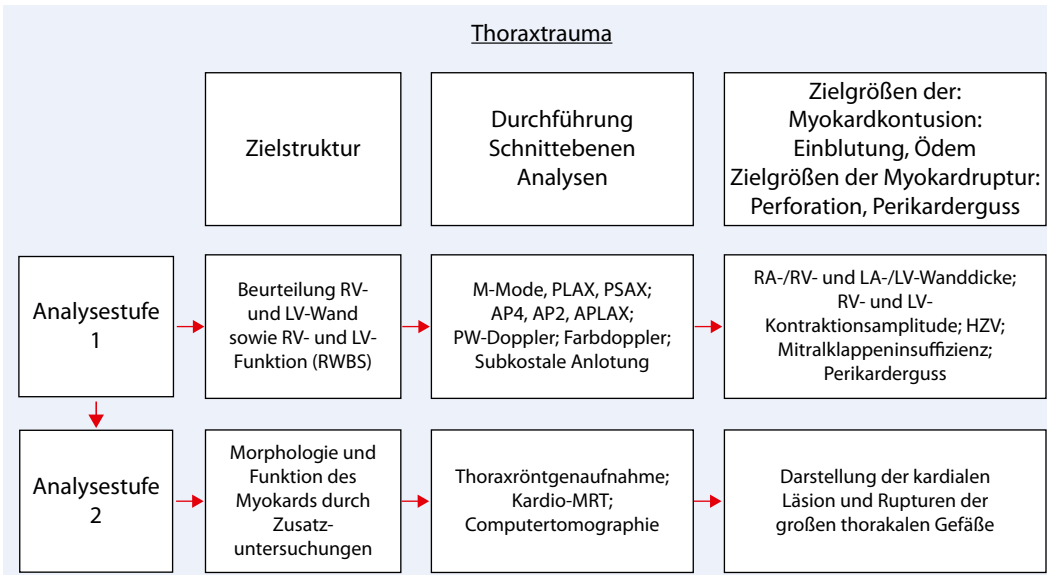 Thoraxtrauma
Zielstruktur
Durchführung
Schnittebenen
Analysen
Zielgrößen der:
Myokardkontusion:
Einblutung, Ödem
Zielgrößen der Myokardruptur:
Perforation, Perikarderguss
Analysestufe
1
Beurteilung RV-
und LV-Wand
sowie RV- und LV-
Funktion (RWBS)
M-Mode, PLAX, PSAX;
AP4, AP2, APLAX;
PW-Doppler; Farbdoppler;
Subkostale Anlotung
RA-/RV- und LA-/LV-Wanddicke;
RV- und LV-
Kontraktionsamplitude; HZV;
Mitralklappeninsuffizienz;
Perikarderguss
Analysestufe
2
Morphologie und
Funktion des
Myokards durch
Zusatz-
untersuchungen
Thoraxröntgenaufnahme;
Kardio-MRT;
Computertomographie
Darstellung der kardialen
Läsion und Rupturen der
großen thorakalen Gefäße